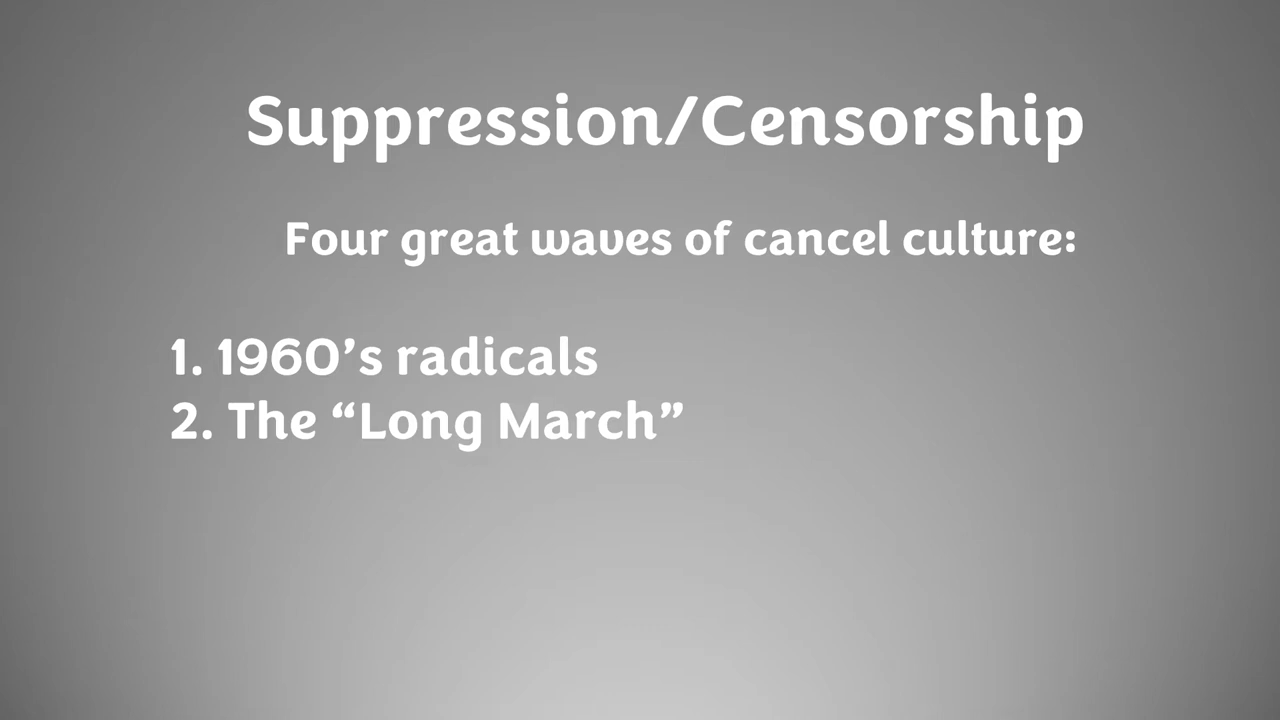 Suppression/Censorship
Four great waves of cancel culture:
1. 1960’s radicals
2. The “Long March”